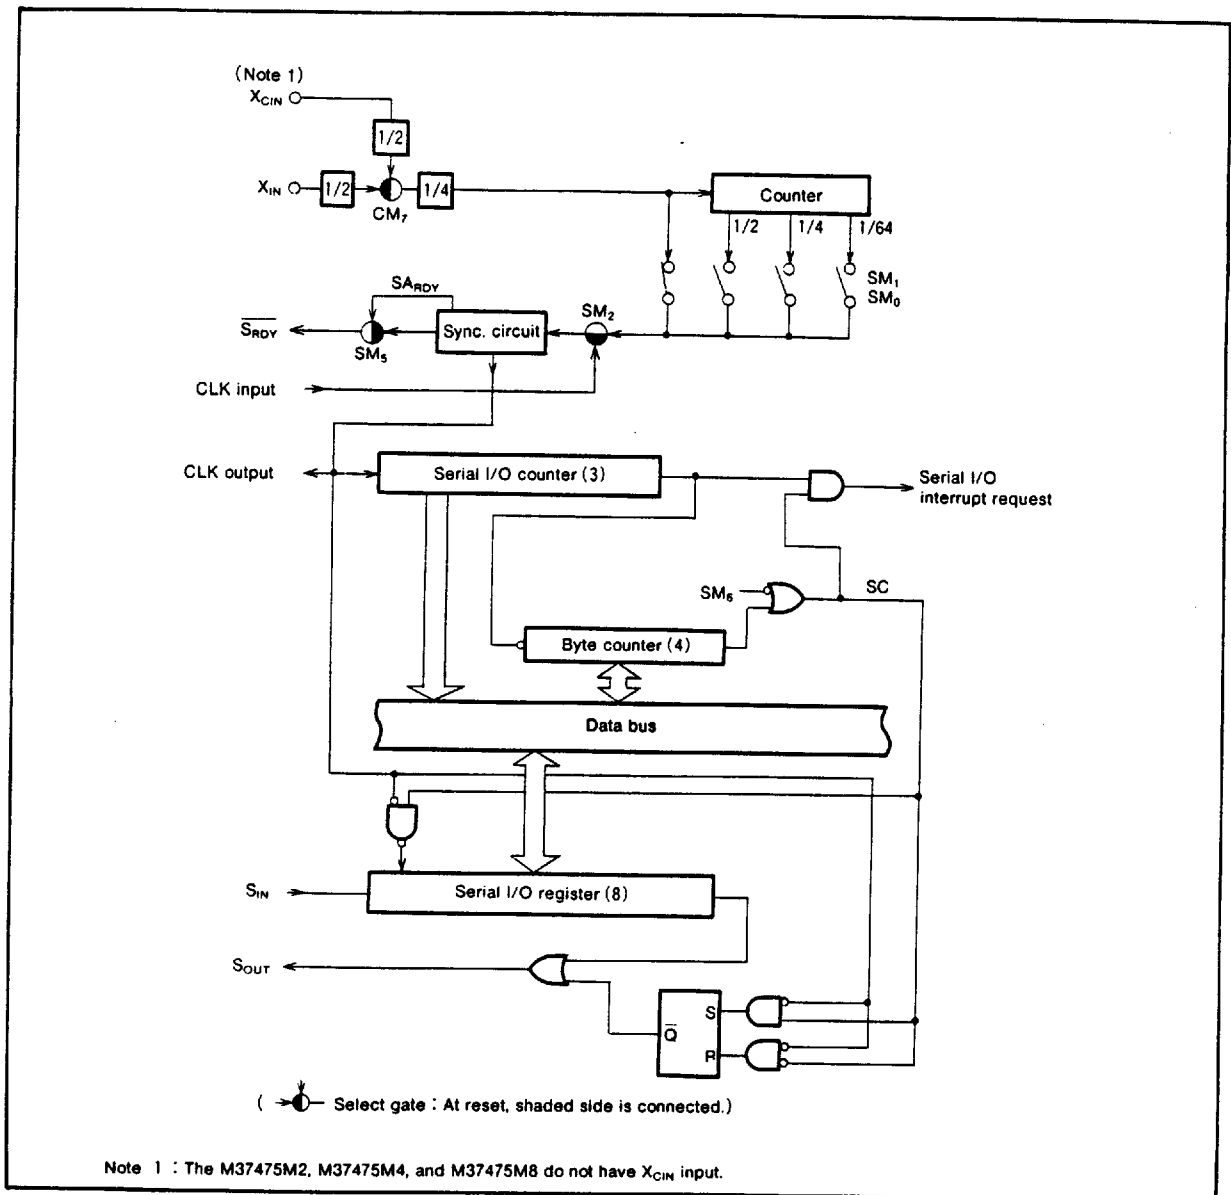 (Note 1)
XCIN
1/2
XIN
1/2
CM7
1/4
Counter
1/2
1/4
1/64
SM1
SM0
SARDY
SM2
SRDY
SM5
Sync. circuit
CLK input
CLK output
Serial I/O counter (3)
Serial I/O
interrupt request
SM6
SC
Byte counter (4)
Data bus
SIN
Serial I/O register (8)
SOUT
S
Q
R
( Select gate : At reset, shaded side is connected.)
Note 1 : The M37475M2, M37475M4, and M37475M8 do not have XCIN input.